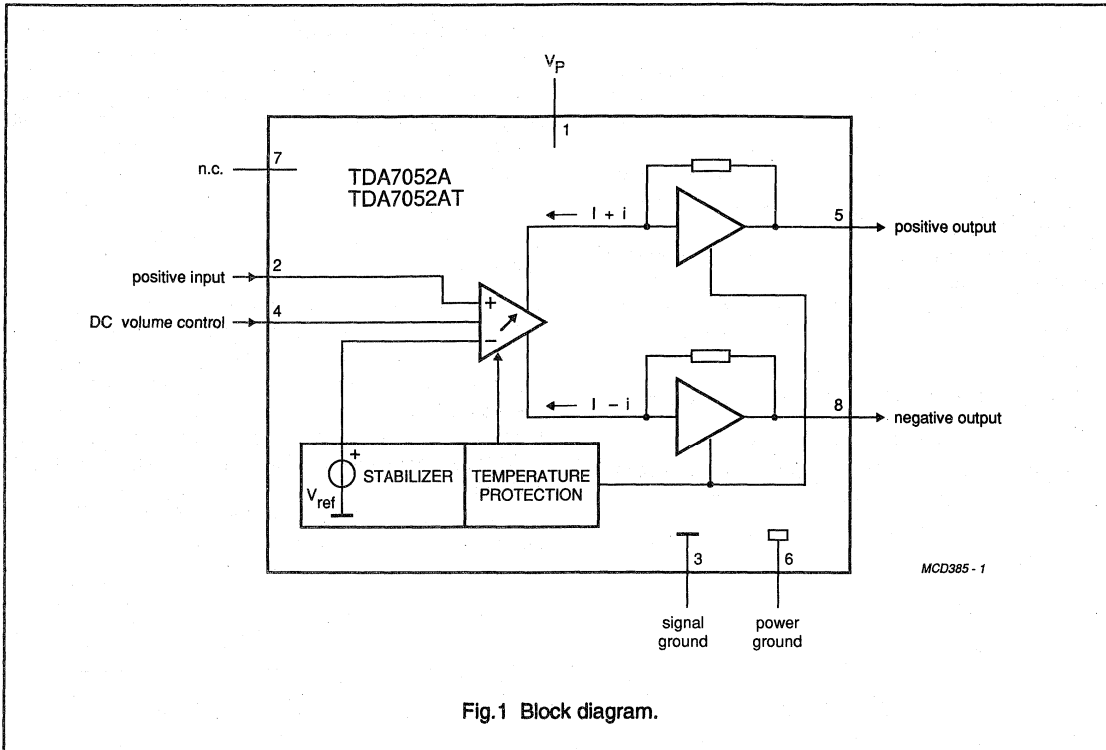 V_P
1
n.c.
7
TDA7052A
TDA7052AT
I + i
5
positive output
positive input
2
DC volume control
4
+
−
I − i
8
negative output
+
STABILIZER
V_ref
TEMPERATURE
PROTECTION
3
6
MCD385 - 1
signal
ground
power
ground
Fig.1 Block diagram.